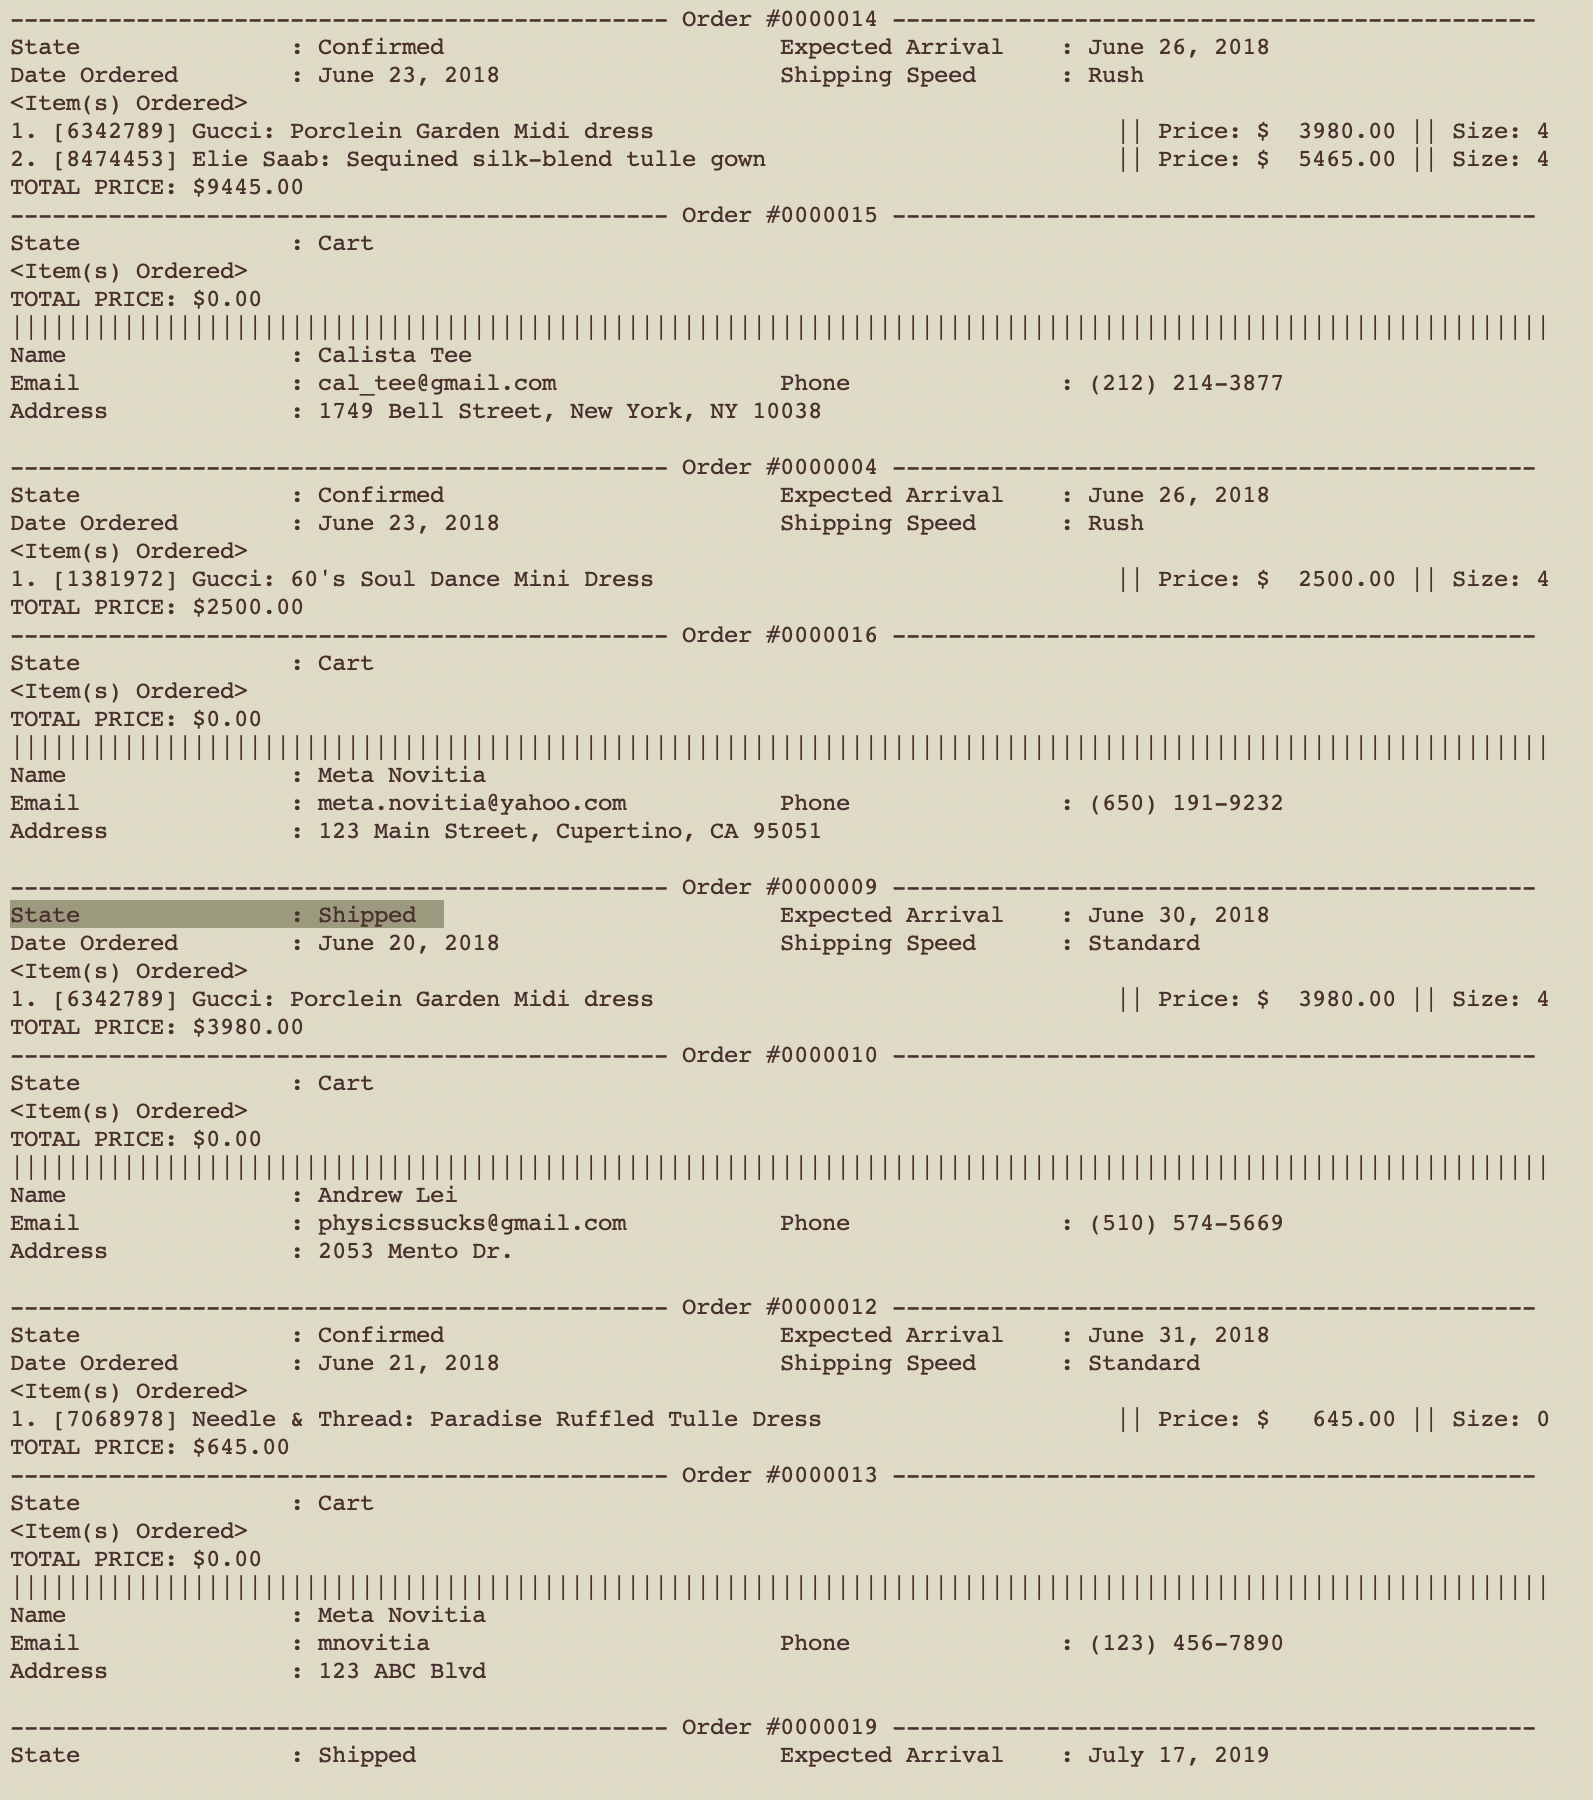 ----------------------------------------------- Order #0000014 ----------------------------------------------
State               : Confirmed                        Expected Arrival    : June 26, 2018
Date Ordered        : June 23, 2018                    Shipping Speed      : Rush
<Item(s) Ordered>
1. [6342789] Gucci: Porclein Garden Midi dress                                 || Price: $  3980.00 || Size: 4
2. [8474453] Elie Saab: Sequined silk-blend tulle gown                         || Price: $  5465.00 || Size: 4
TOTAL PRICE: $9445.00
----------------------------------------------- Order #0000015 ----------------------------------------------
State               : Cart
<Item(s) Ordered>
TOTAL PRICE: $0.00
||||||||||||||||||||||||||||||||||||||||||||||||||||||||||||||||||||||||||||||||||||||||||||||||||||||||||||||
Name                : Calista Tee
Email               : cal_tee@gmail.com                Phone               : (212) 214-3877
Address             : 1749 Bell Street, New York, NY 10038
----------------------------------------------- Order #0000004 ----------------------------------------------
State               : Confirmed                        Expected Arrival    : June 26, 2018
Date Ordered        : June 23, 2018                    Shipping Speed      : Rush
<Item(s) Ordered>
1. [1381972] Gucci: 60's Soul Dance Mini Dress                                 || Price: $  2500.00 || Size: 4
TOTAL PRICE: $2500.00
----------------------------------------------- Order #0000016 ----------------------------------------------
State               : Cart
<Item(s) Ordered>
TOTAL PRICE: $0.00
||||||||||||||||||||||||||||||||||||||||||||||||||||||||||||||||||||||||||||||||||||||||||||||||||||||||||||||
Name                : Meta Novitia
Email               : meta.novitia@yahoo.com           Phone               : (650) 191-9232
Address             : 123 Main Street, Cupertino, CA 95051
----------------------------------------------- Order #0000009 ----------------------------------------------
State               : Shipped                          Expected Arrival    : June 30, 2018
Date Ordered        : June 20, 2018                    Shipping Speed      : Standard
<Item(s) Ordered>
1. [6342789] Gucci: Porclein Garden Midi dress                                 || Price: $  3980.00 || Size: 4
TOTAL PRICE: $3980.00
----------------------------------------------- Order #0000010 ----------------------------------------------
State               : Cart
<Item(s) Ordered>
TOTAL PRICE: $0.00
||||||||||||||||||||||||||||||||||||||||||||||||||||||||||||||||||||||||||||||||||||||||||||||||||||||||||||||
Name                : Andrew Lei
Email               : physicssucks@gmail.com           Phone               : (510) 574-5669
Address             : 2053 Mento Dr.
----------------------------------------------- Order #0000012 ----------------------------------------------
State               : Confirmed                        Expected Arrival    : June 31, 2018
Date Ordered        : June 21, 2018                    Shipping Speed      : Standard
<Item(s) Ordered>
1. [7068978] Needle & Thread: Paradise Ruffled Tulle Dress                     || Price: $   645.00 || Size: 0
TOTAL PRICE: $645.00
----------------------------------------------- Order #0000013 ----------------------------------------------
State               : Cart
<Item(s) Ordered>
TOTAL PRICE: $0.00
||||||||||||||||||||||||||||||||||||||||||||||||||||||||||||||||||||||||||||||||||||||||||||||||||||||||||||||
Name                : Meta Novitia
Email               : mnovitia                         Phone               : (123) 456-7890
Address             : 123 ABC Blvd
----------------------------------------------- Order #0000019 ----------------------------------------------
State               : Shipped                          Expected Arrival    : July 17, 2019